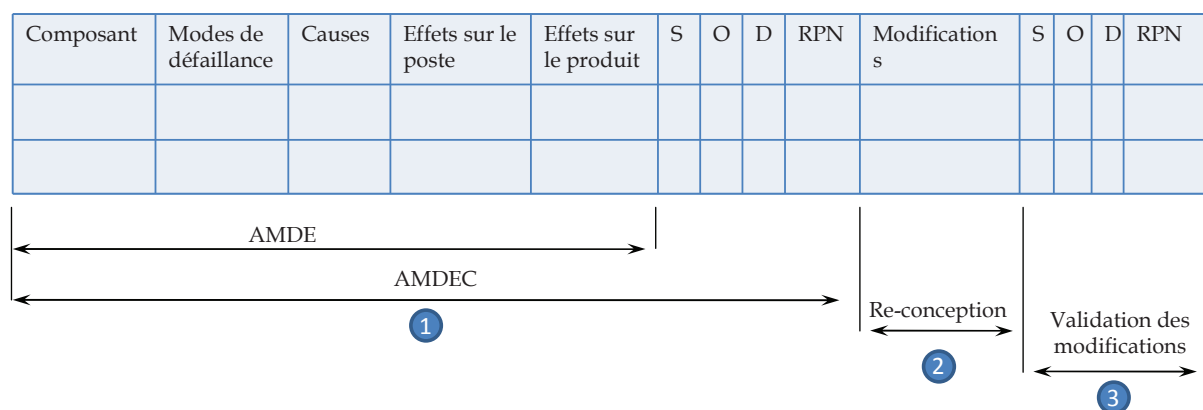 Composant
Modes de
défaillance
Causes
Effets sur le
poste
Effets sur
le produit
S
O
D
RPN
Modification
s
S
O
D
RPN
AMDE
AMDEC
1
Re-conception
2
Validation des
modifications
3